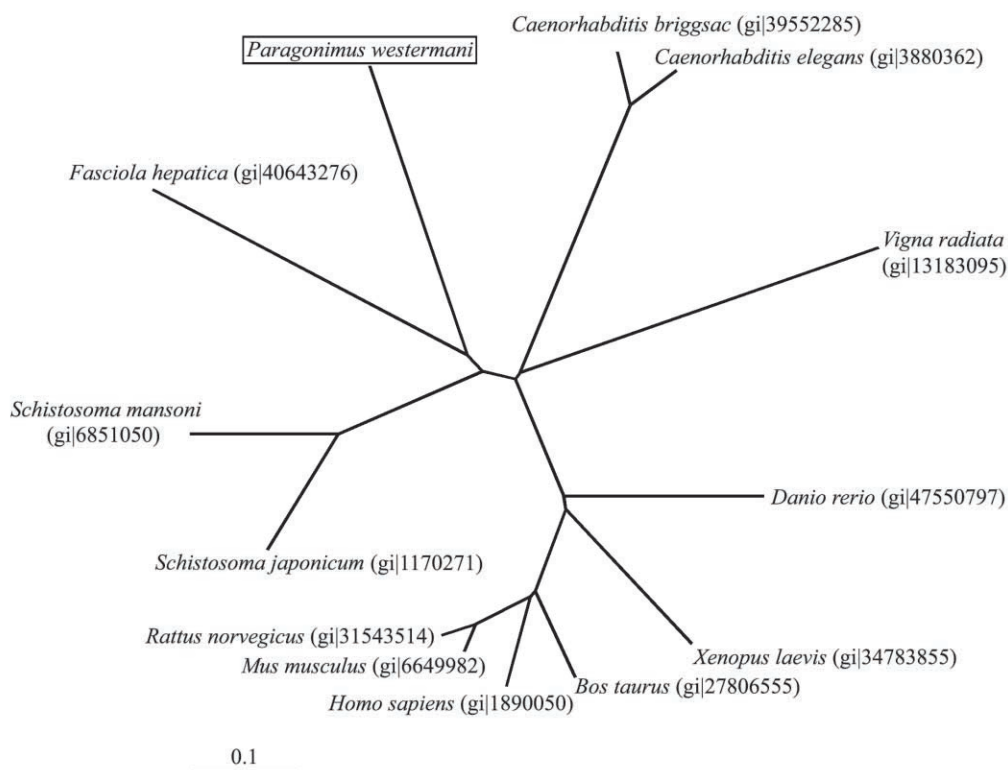 Caenorhabditis briggsac (gi|39552285)
Paragonimus westermani
Caenorhabditis elegans (gi|3880362)
Fasciola hepatica (gi|40643276)
Vigna radiata
(gi|13183095)
Schistosoma mansoni
(gi|6851050)
Danio rerio (gi|47550797)
Schistosoma japonicum (gi|1170271)
Rattus norvegicus (gi|31543514)
Mus musculus (gi|6649982)
Xenopus laevis (gi|34783855)
Bos taurus (gi|27806555)
Homo sapiens (gi|1890050)
0.1